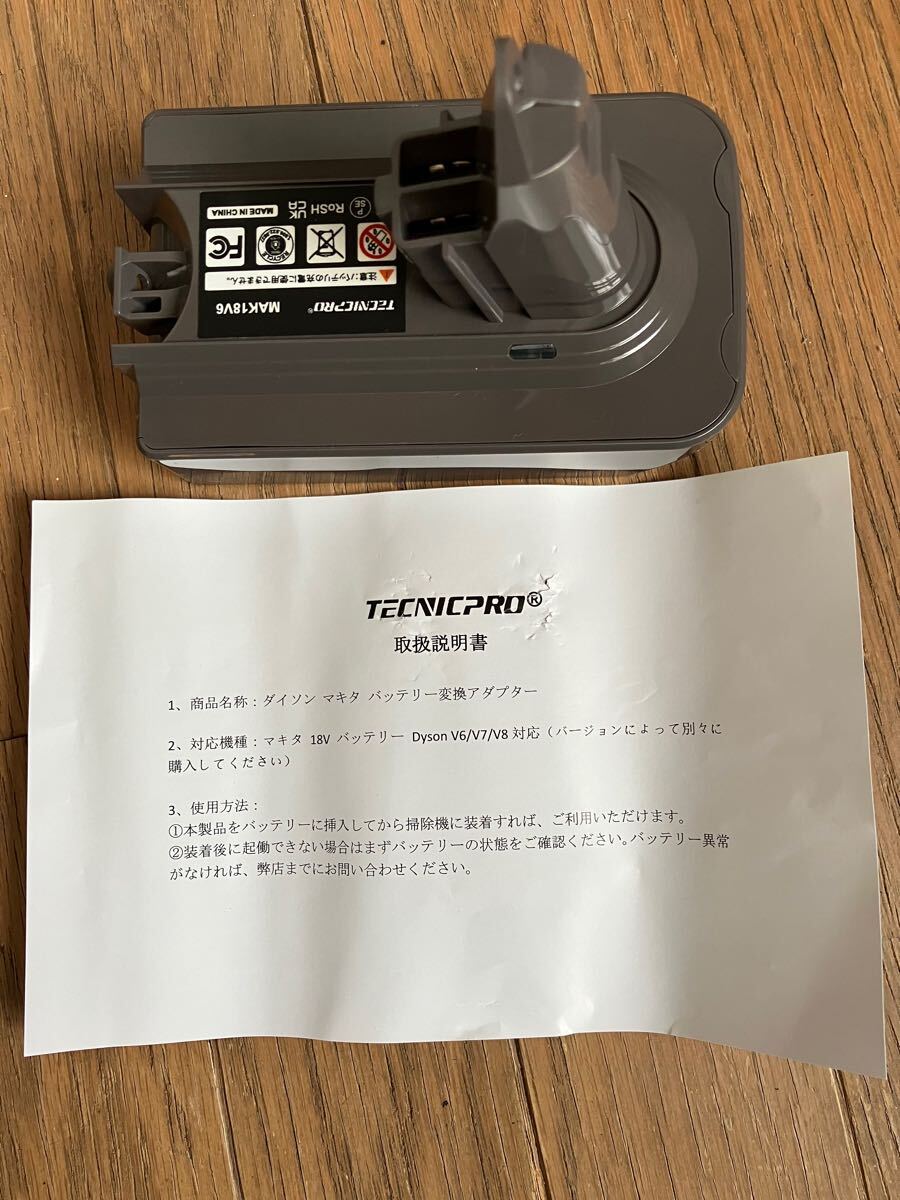 TECNICPRO® MAK18V6
注意:バッテリの充電に使用できません。
RECYCLE
FC
PSE RoSH UKCA MADE IN CHINA
TECNICPRO®
取扱説明書
1、商品名称：ダイソン マキタ バッテリー変換アダプター
2、対応機種：マキタ 18V バッテリー Dyson V6/V7/V8 対応（バージョンによって別々に
購入してください）
3、使用方法：
①本製品をバッテリーに挿入してから掃除機に装着すれば、ご利用いただけます。
②装着後に起働できない場合はまずバッテリーの状態をご確認ください。バッテリー異常
がなければ、弊店までにお問い合わせください。